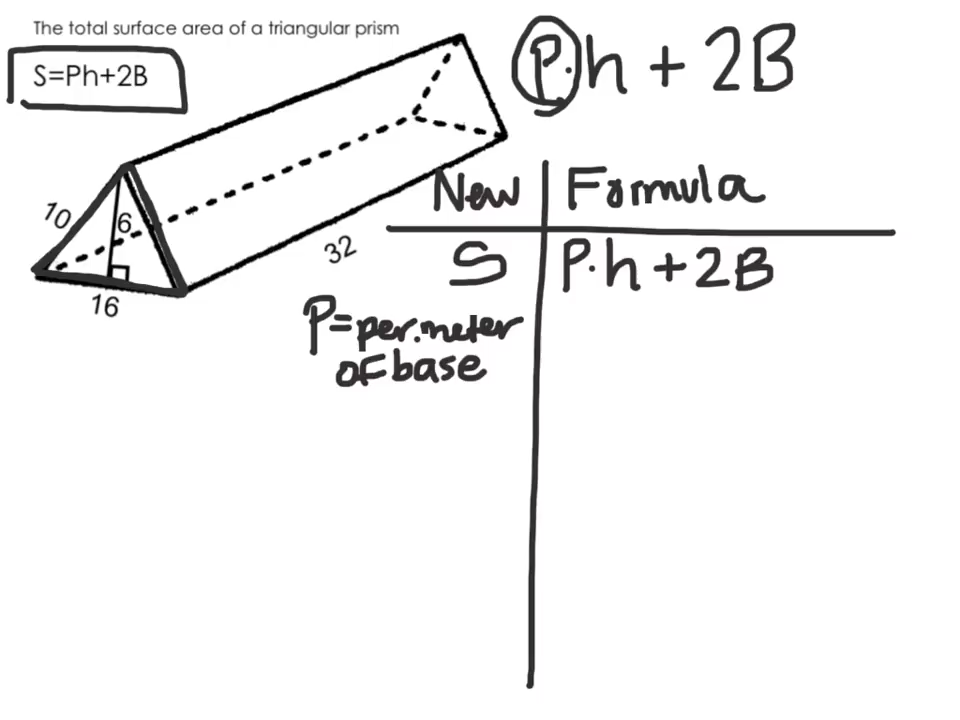 The total surface area of a triangular prism
S=Ph+2B
P.h + 2B
10
6
16
32
New Formula
S P.h + 2B
P= per.meter
of base